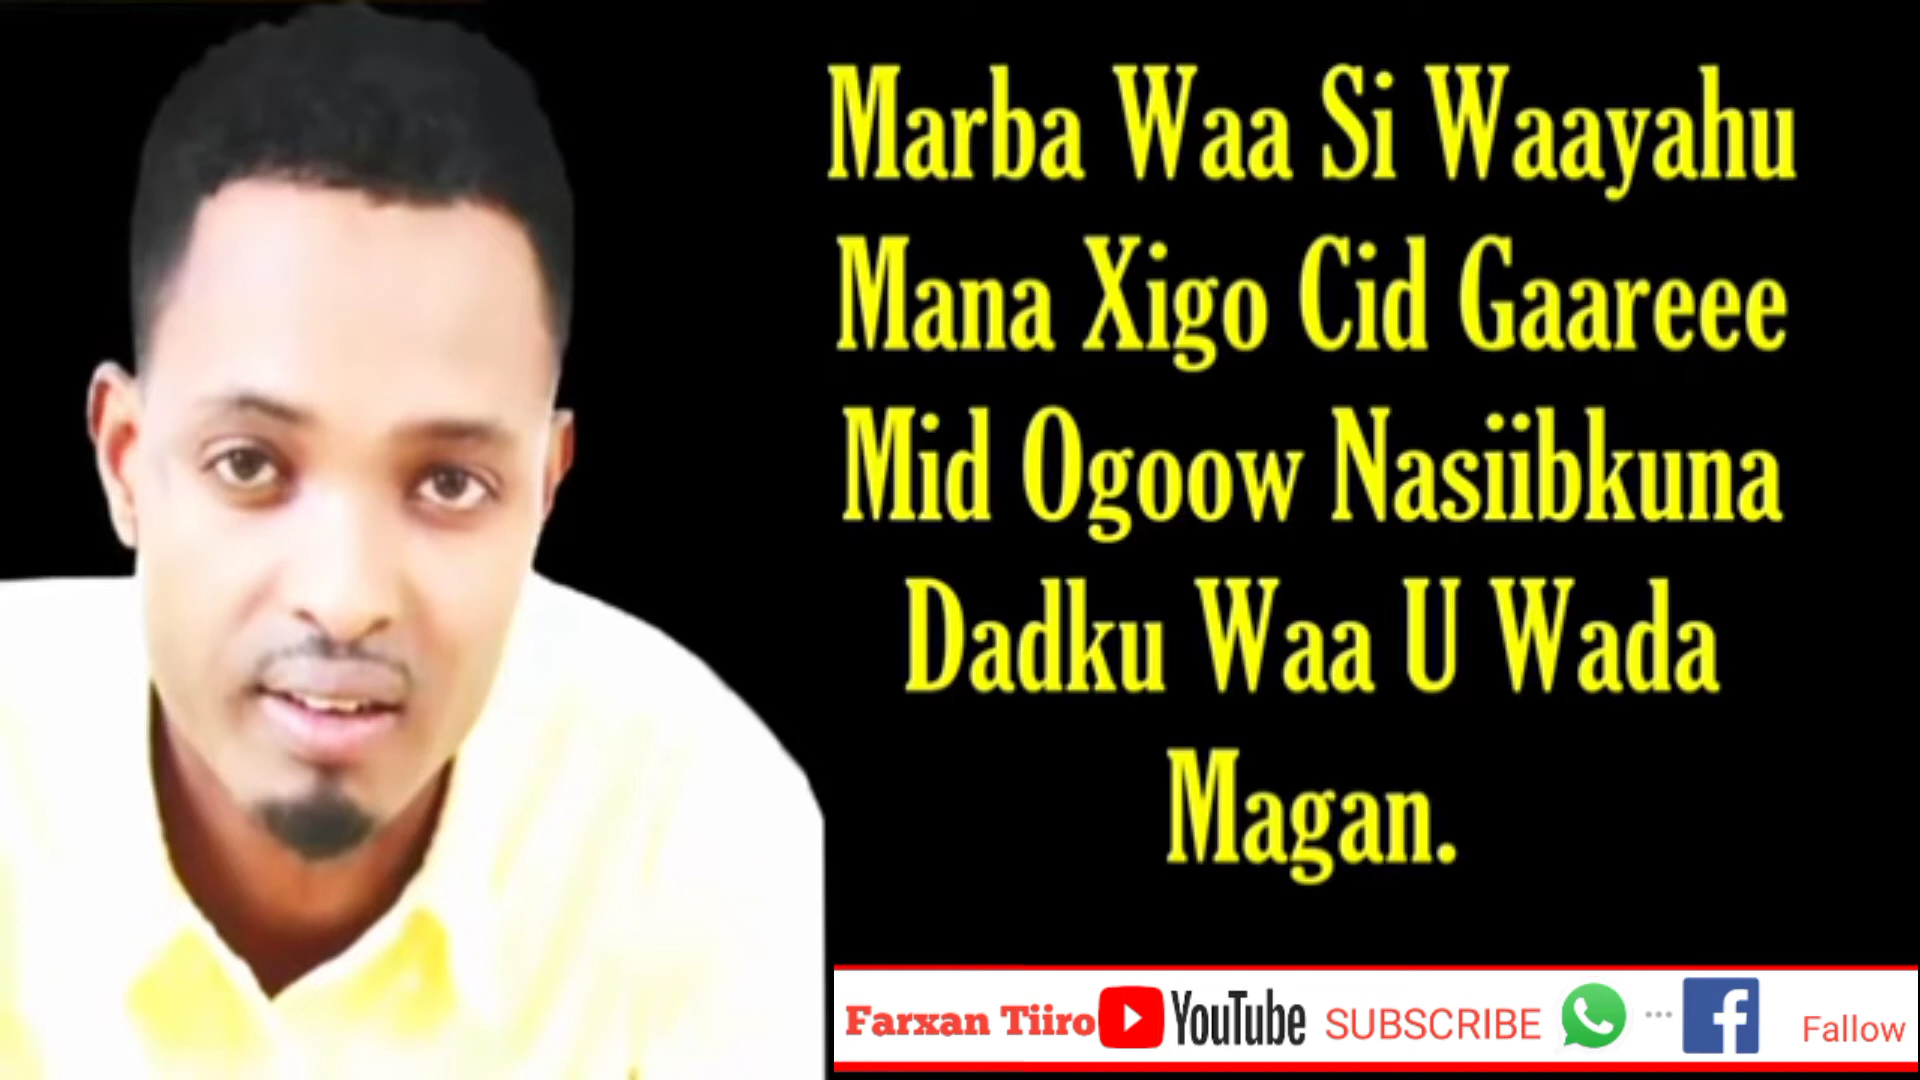 Marba Waa Si Waayahu
Mana Xigo Cid Gaareee
Mid Ogoow Nasiibkuna
Dadku Waa U Wada
Magan.
Farxan Tiiro YouTube SUBSCRIBE ... f Fallow